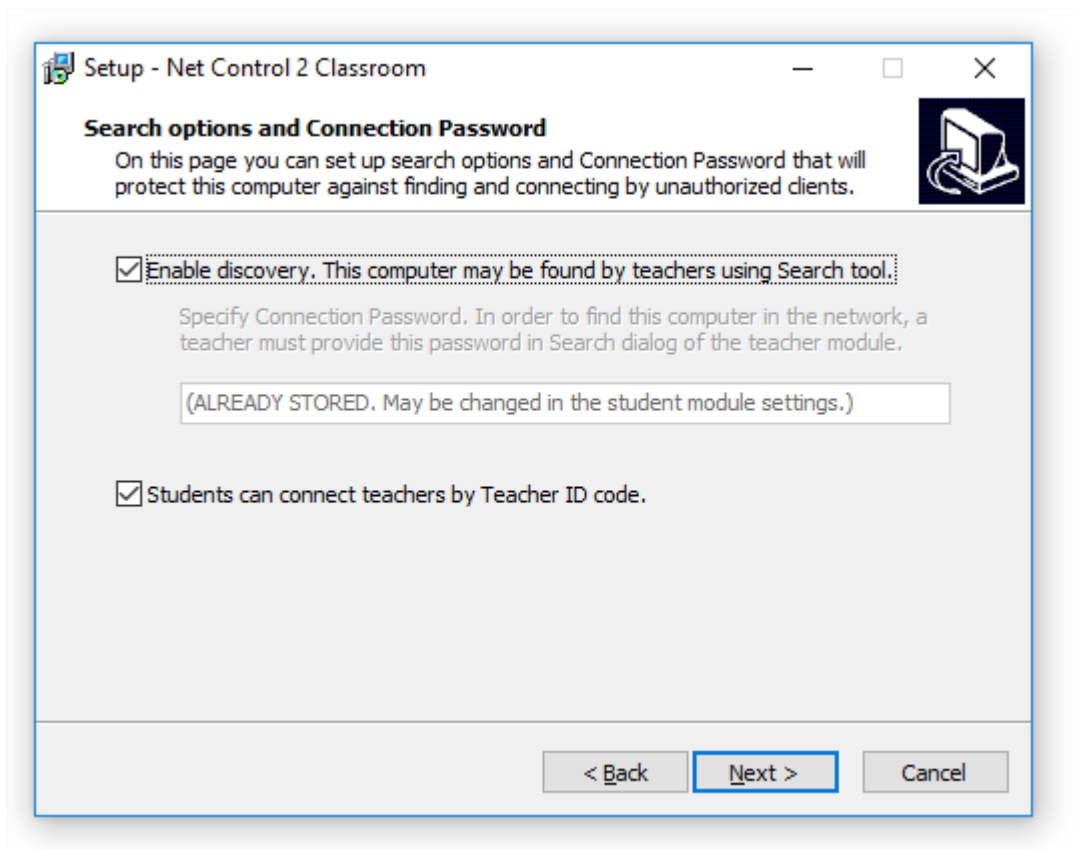 Setup - Net Control 2 Classroom
Search options and Connection Password
On this page you can set up search options and Connection Password that will
protect this computer against finding and connecting by unauthorized clients.
Enable discovery. This computer may be found by teachers using Search tool.
Specify Connection Password. In order to find this computer in the network, a
teacher must provide this password in Search dialog of the teacher module.
(ALREADY STORED. May be changed in the student module settings.)
Students can connect teachers by Teacher ID code.
< Back
Next >
Cancel